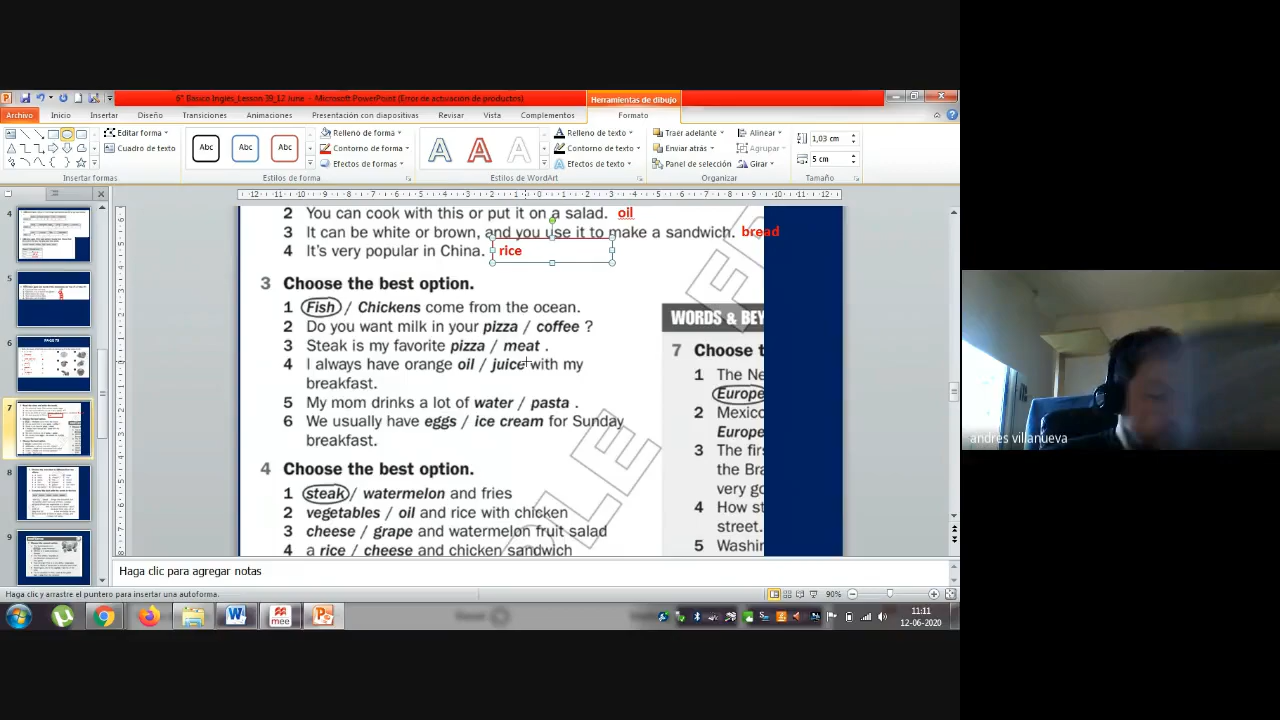 6° Basico Inglés_Lesson 39_12 June - Microsoft PowerPoint (Error de activación de productos)
Herramientas de dibujo
Archivo Inicio Insertar Diseño Transiciones Animaciones Presentación con diapositivas Revisar Vista Complementos Formato
Editar forma
Cuadro de texto
Insertar formas
Abc Abc Abc
Relleno de forma
Contorno de forma
Efectos de formas
Estilos de forma
A A A
Relleno de texto
Contorno de texto
Efectos de texto
Estilos de WordArt
Traer adelante
Enviar atrás
Panel de selección
Alinear
Agrupar
Girar
Organizar
1,03 cm
5 cm
Tamaño
2 You can cook with this or put it on a salad. oil
3 It can be white or brown, and you use it to make a sandwich. bread
4 It's very popular in China. rice
3 Choose the best option.
1 Fish / Chickens come from the ocean.
2 Do you want milk in your pizza / coffee ?
3 Steak is my favorite pizza / meat .
4 I always have orange oil / juice with my
breakfast.
5 My mom drinks a lot of water / pasta .
6 We usually have eggs / ice cream for Sunday
breakfast.
4 Choose the best option.
1 steak / watermelon and fries
2 vegetables / oil and rice with chicken
3 cheese / grape and watermelon fruit salad
4 a rice / cheese and chicken sandwich
WORDS & BEY
7 Choose t
1 The Ne
Europe
2 Mexico
Europe
3 The firs
the Bra
very go
4 How st
street.
5 Washin
4
5
6
7
8
9
Haga clic para agregar notas
Haga clic y arrastre el puntero para insertar una autoforma.
90%
11:11
12-06-2020
andres villanueva